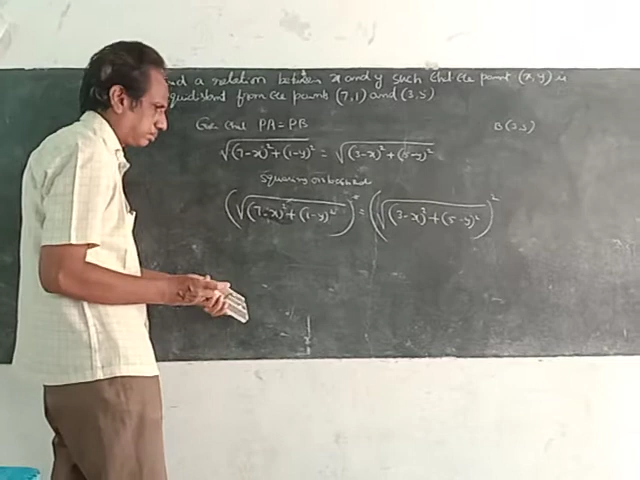 nd a relation between x and y such that the point (x, y) is
quidistant from the points (7, 1) and (3, 5)
Given that PA = PB B(3, 5)
√(7-x)² + (1-y)² = √(3-x)² + (5-y)²
Squaring on both side
(√(7-x)² + (1-y)²)² = (√(3-x)² + (5-y)²)²